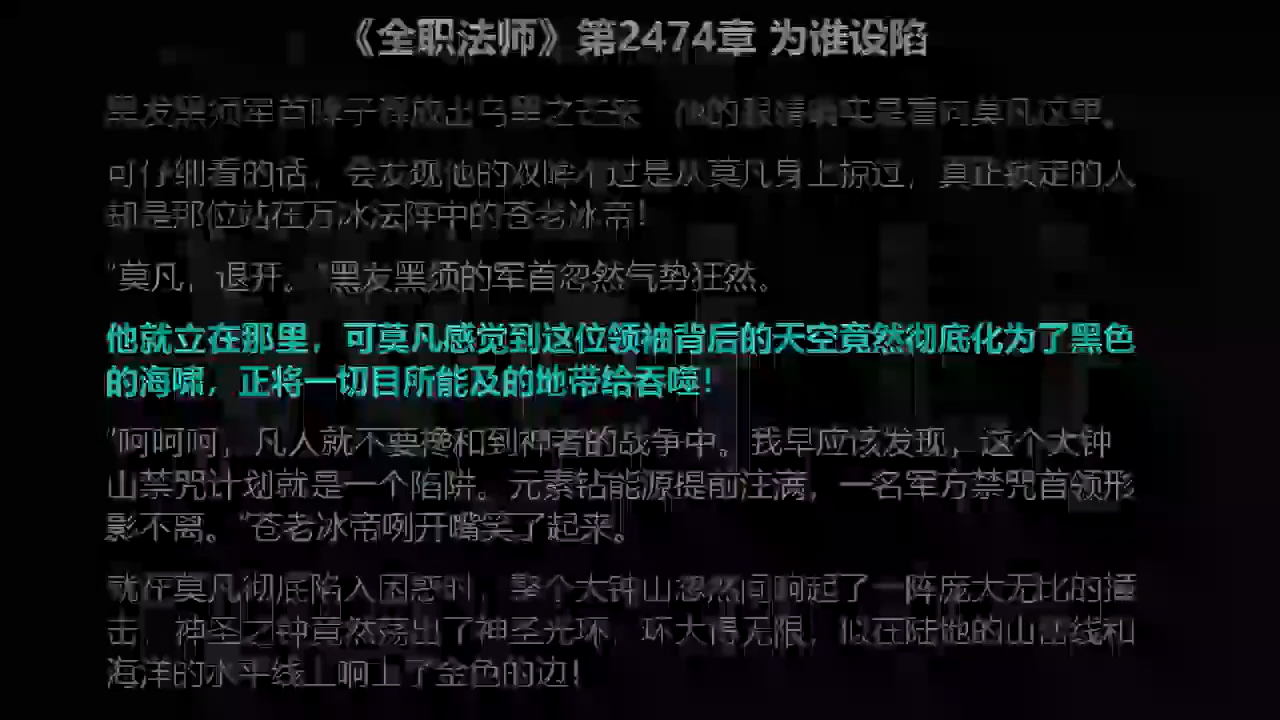 《全职法师》第2474章 为谁设陷
黑发黑须军首眸子释放出乌黑之芒来，他的眼睛确实是看向莫凡这里。
可仔细看的话，会发现他的双眸不过是从莫凡身上掠过，真正锁定的人
却是那位站在万冰法阵中的苍老冰帝！
“莫凡，退开。”黑发黑须的军首忽然气势狂然。
他就立在那里，可莫凡感觉到这位领袖背后的天空竟然彻底化为了黑色
的海啸，正将一切目所能及的地带给吞噬！
“呵呵呵，凡人就不要搀和到神者的战争中。我早应该发现，这个大钟
山禁咒计划就是一个陷阱。元素钻能源提前注满，一名军方禁咒首领形
影不离。”苍老冰帝咧开嘴笑了起来。
就在莫凡彻底陷入困惑时，整个大钟山忽然间响起了一阵庞大无比的撞
击，神圣之钟竟然荡出了神圣光环，环大得无限，似在陆地的山峦线和
海洋的水平线上啊上了金色的边！